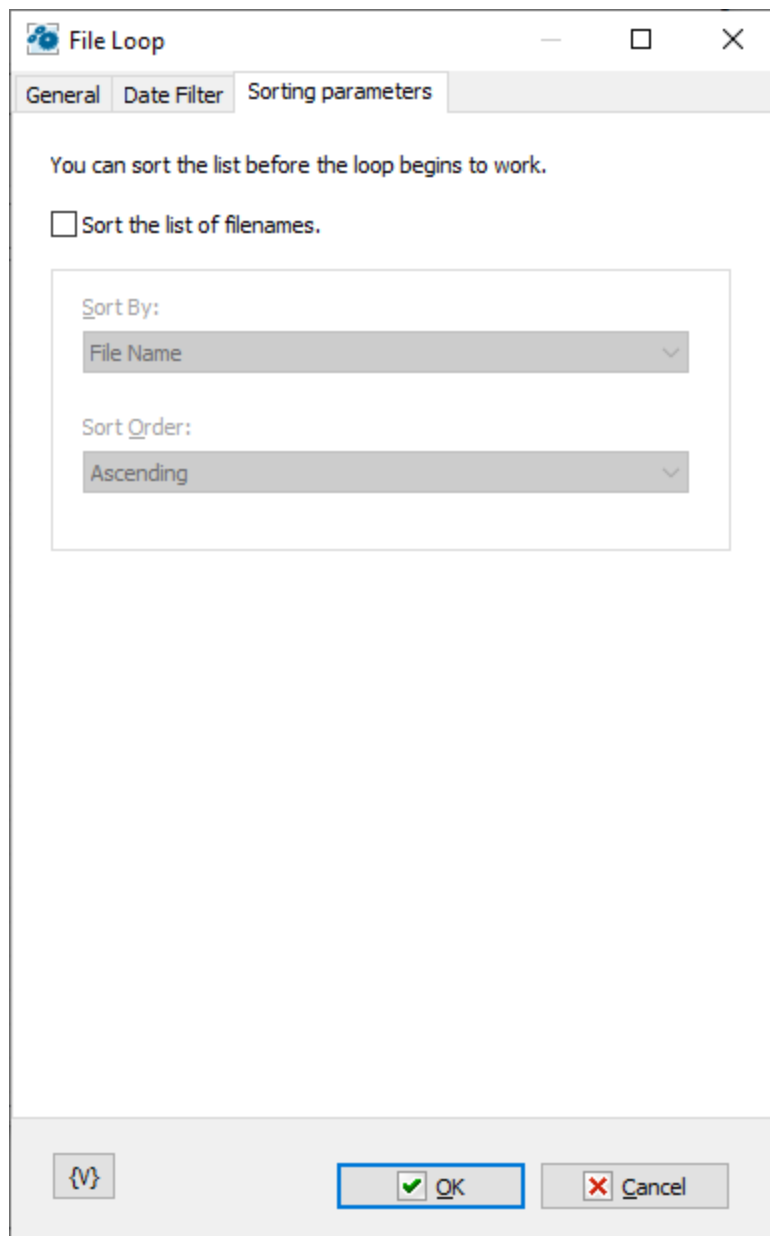 File Loop
General Date Filter Sorting parameters
You can sort the list before the loop begins to work.
Sort the list of filenames.
Sort By:
File Name
Sort Order:
Ascending
{V} OK Cancel